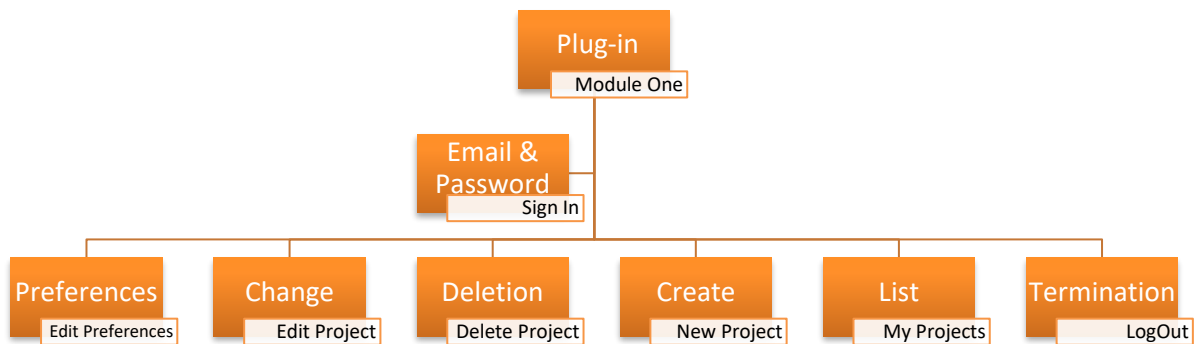 Plug-in
Module One
Email &
Password
Sign In
Preferences
Edit Preferences
Change
Edit Project
Deletion
Delete Project
Create
New Project
List
My Projects
Termination
LogOut